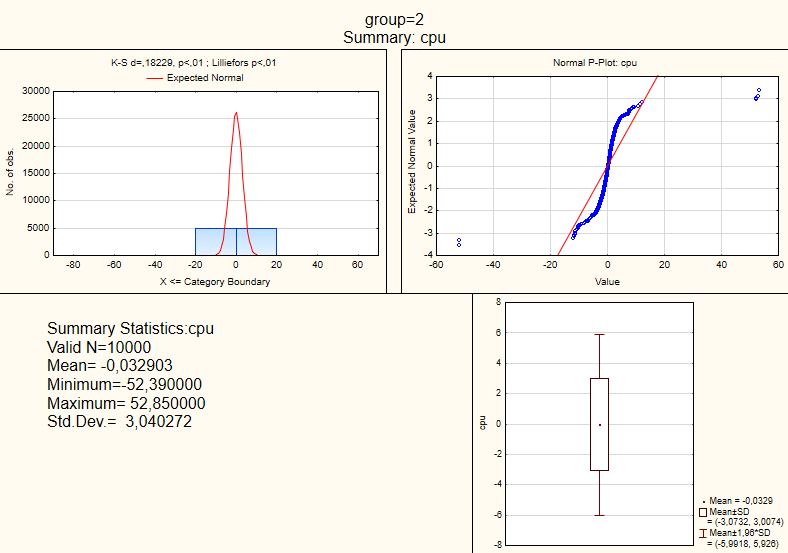 group=2
Summary: cpu
K-S d=,18229, p<,01 ; Lilliefors p<,01
Expected Normal
No. of obs.
30000
25000
20000
15000
10000
5000
0
-80 -60 -40 -20 0 20 40 60
X <= Category Boundary
Normal P-Plot: cpu
Expected Normal Value
4
3
2
1
0
-1
-2
-3
-4
-60 -40 -20 0 20 40 60
Value
Summary Statistics:cpu
Valid N=10000
Mean= -0,032903
Minimum=-52,390000
Maximum= 52,850000
Std.Dev.= 3,040272
cpu
8
6
4
2
0
-2
-4
-6
-8
Mean = -0,0329
Mean±SD
= (-3,0732, 3,0074)
Mean±1,96*SD
= (-5,9918, 5,926)